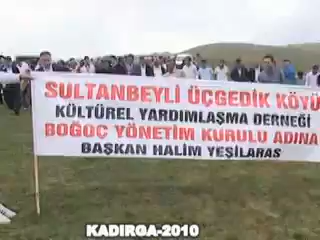 SULTANBEYLİ ÜÇGEDİK KÖYÜ
KÜLTÜREL YARDIMLAŞMA DERNEĞİ
BOĞOÇ YÖNETİM KURULU ADINA
BAŞKAN HALİM YEŞİLARAS
KADIRGA-2010